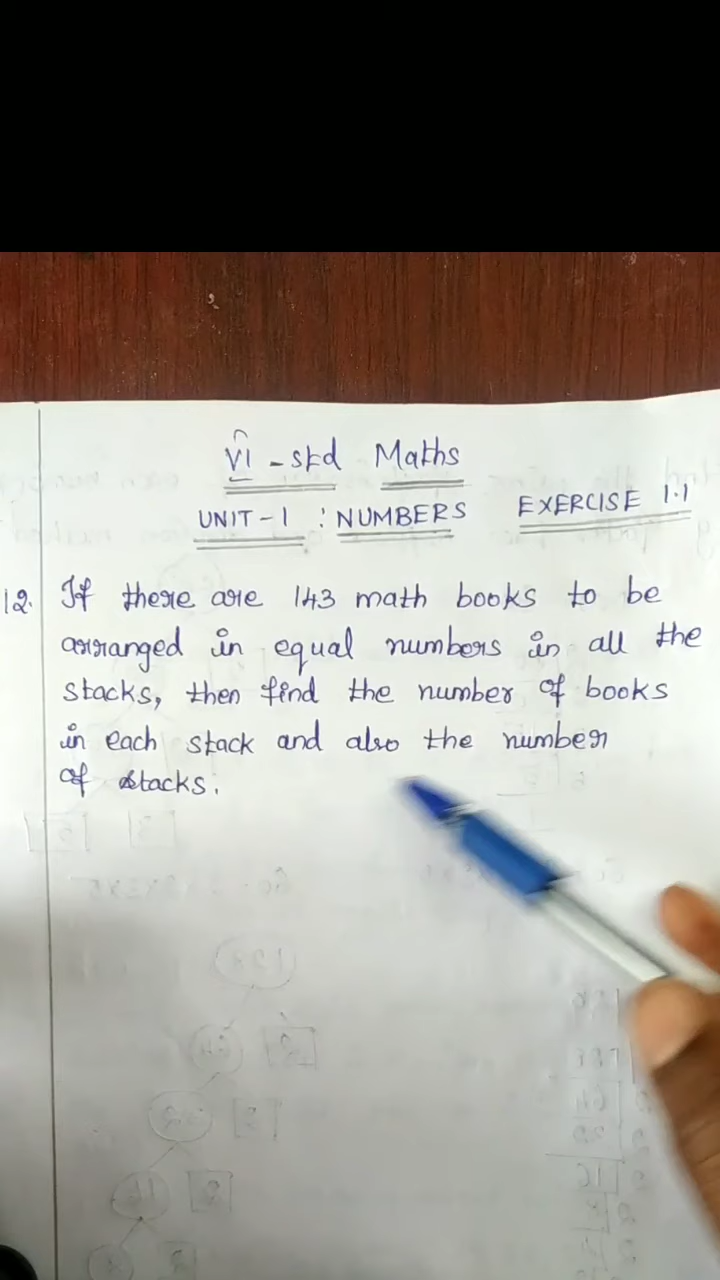 VI - std Maths
UNIT-1 : NUMBERS EXERCISE 1.1
12. If there are 143 math books to be
arranged in equal numbers in all the
stacks, then find the number of books
in each stack and also the number
of stacks.